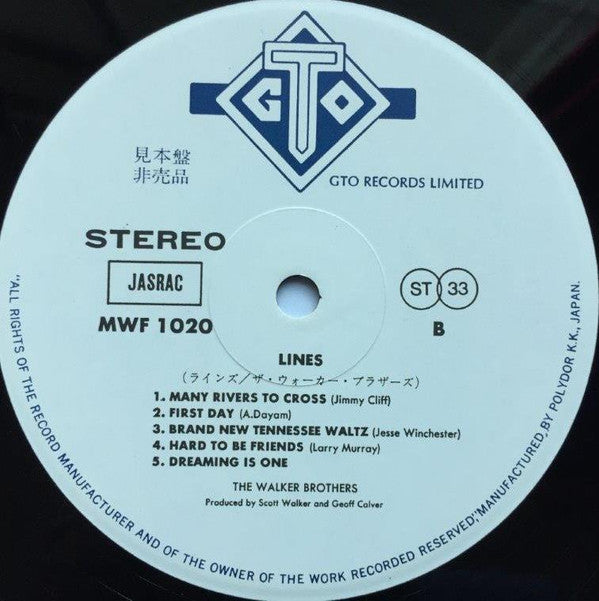 GTO
GTO RECORDS LIMITED
見本盤
非売品
STEREO
JASRAC
MWF 1020
ST 33
B
LINES
(ラインズ/ザ・ウォーカー・ブラザーズ)
1. MANY RIVERS TO CROSS (Jimmy Cliff)
2. FIRST DAY (A.Dayam)
3. BRAND NEW TENNESSEE WALTZ (Jesse Winchester)
4. HARD TO BE FRIENDS (Larry Murray)
5. DREAMING IS ONE
THE WALKER BROTHERS
Produced by Scott Walker and Geoff Calver
"ALL RIGHTS OF THE RECORD MANUFACTURER AND OF THE OWNER OF THE WORK RECORDED RESERVED," MANUFACTURED, BY POLYDOR K.K., JAPAN.